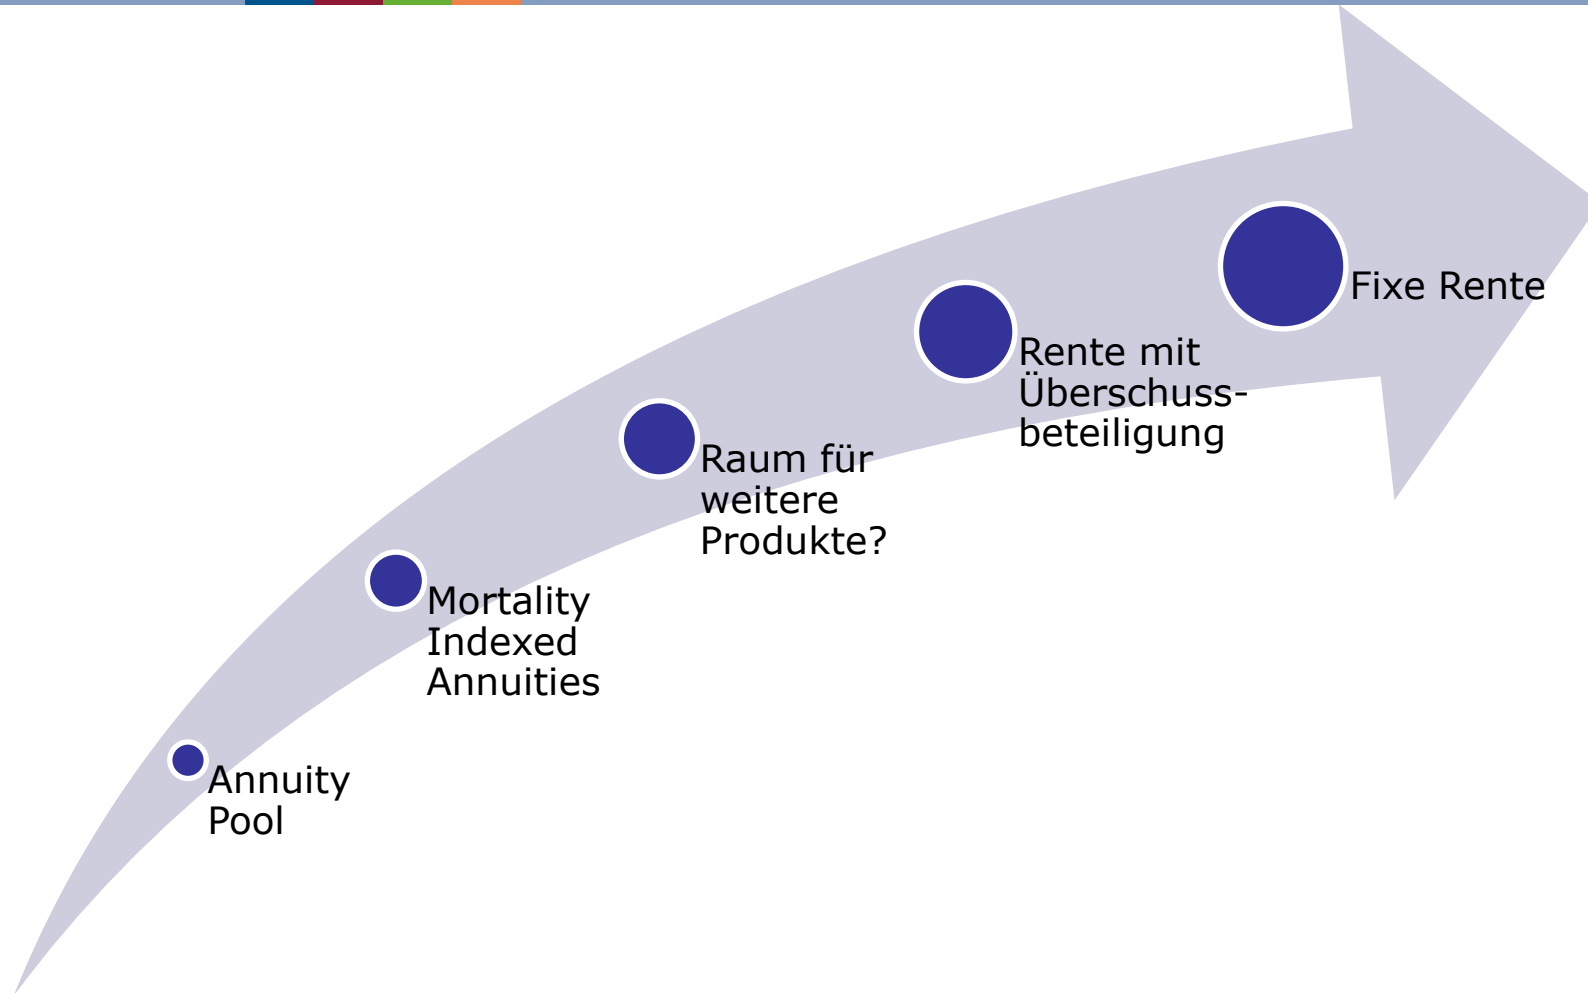 Fixe Rente
Rente mit
Überschuss-
beteiligung
Raum für
weitere
Produkte?
Mortality
Indexed
Annuities
Annuity
Pool